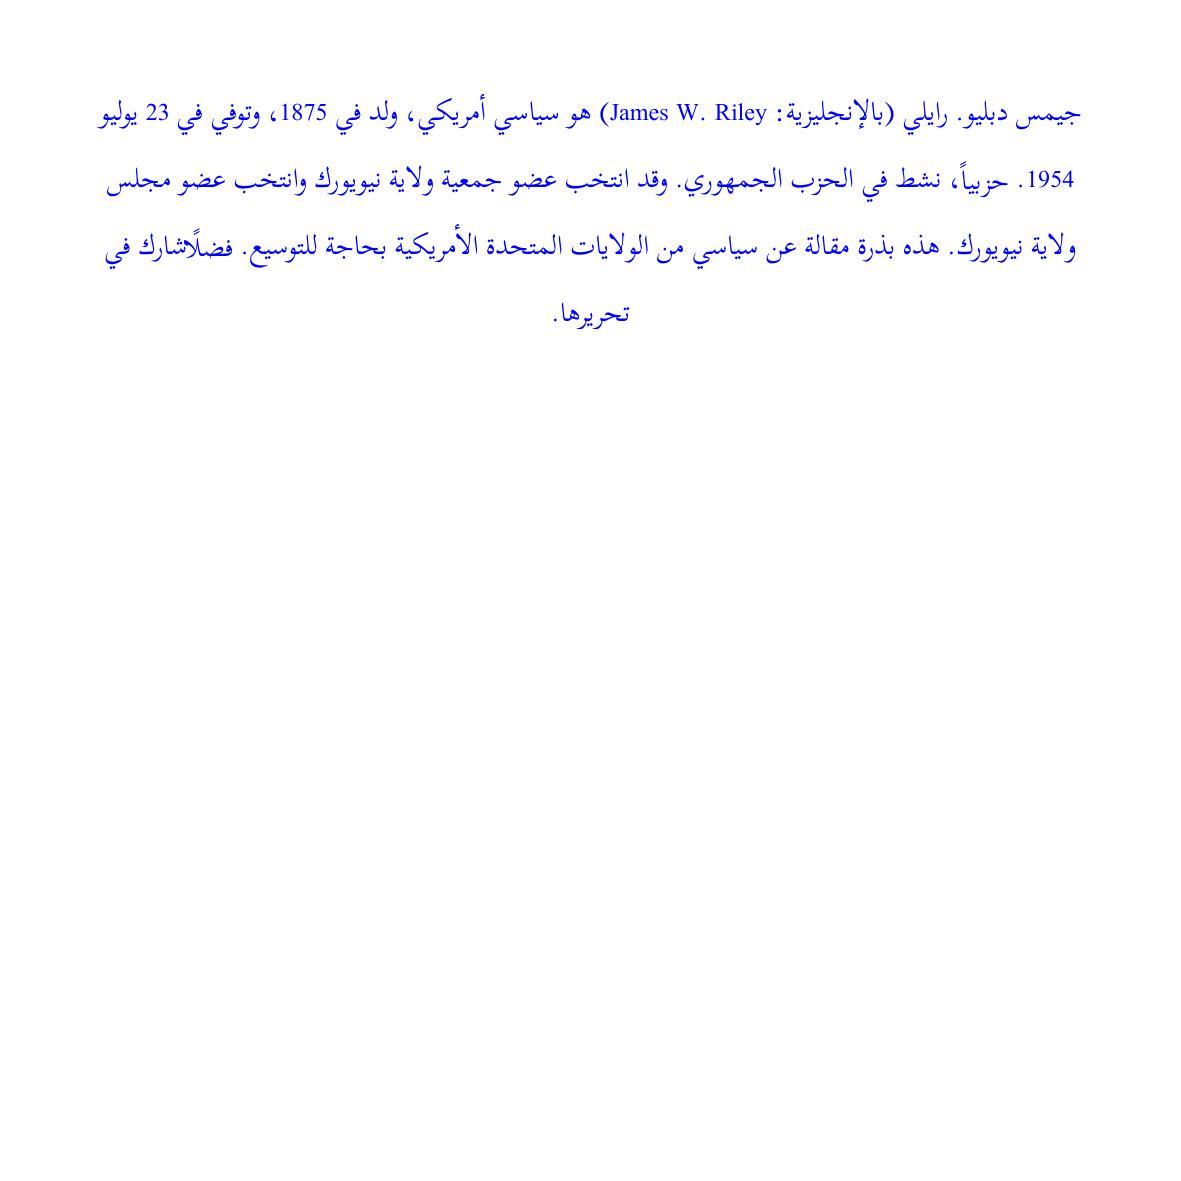 جيمس دبليو. رايلي (بالإنجليزية: James W. Riley) هو سياسي أمريكي، ولد في 1875، وتوفي في 23 يوليو
1954. حزبياً، نشط في الحزب الجمهوري. وقد انتخب عضو جمعية ولاية نيويورك وانتخب عضو مجلس
ولاية نيويورك. هذه بذرة مقالة عن سياسي من الولايات المتحدة الأمريكية بحاجة للتوسيع. فضلًاشارك في
تحريرها.